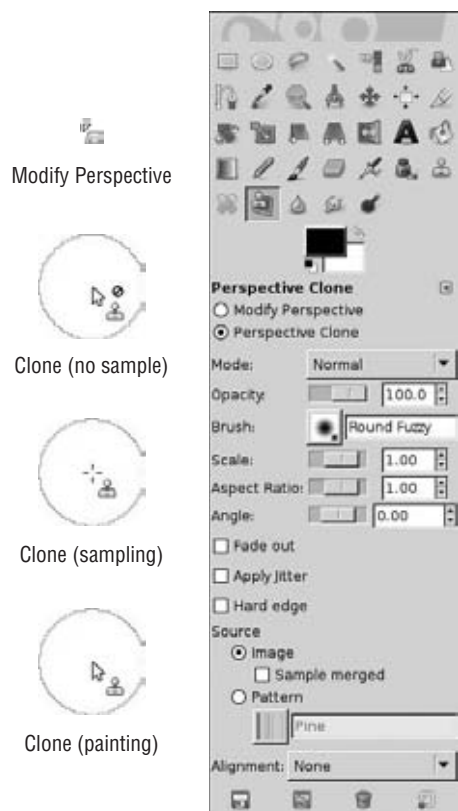 Modify Perspective
Clone (no sample)
Clone (sampling)
Clone (painting)
Perspective Clone
Modify Perspective
Perspective Clone
Mode: Normal
Opacity: 100.0
Brush: Round Fuzzy
Scale: 1.00
Aspect Ratio: 1.00
Angle: 0.00
Fade out
Apply Jitter
Hard edge
Source
Image
Sample merged
Pattern
Pine
Alignment: None